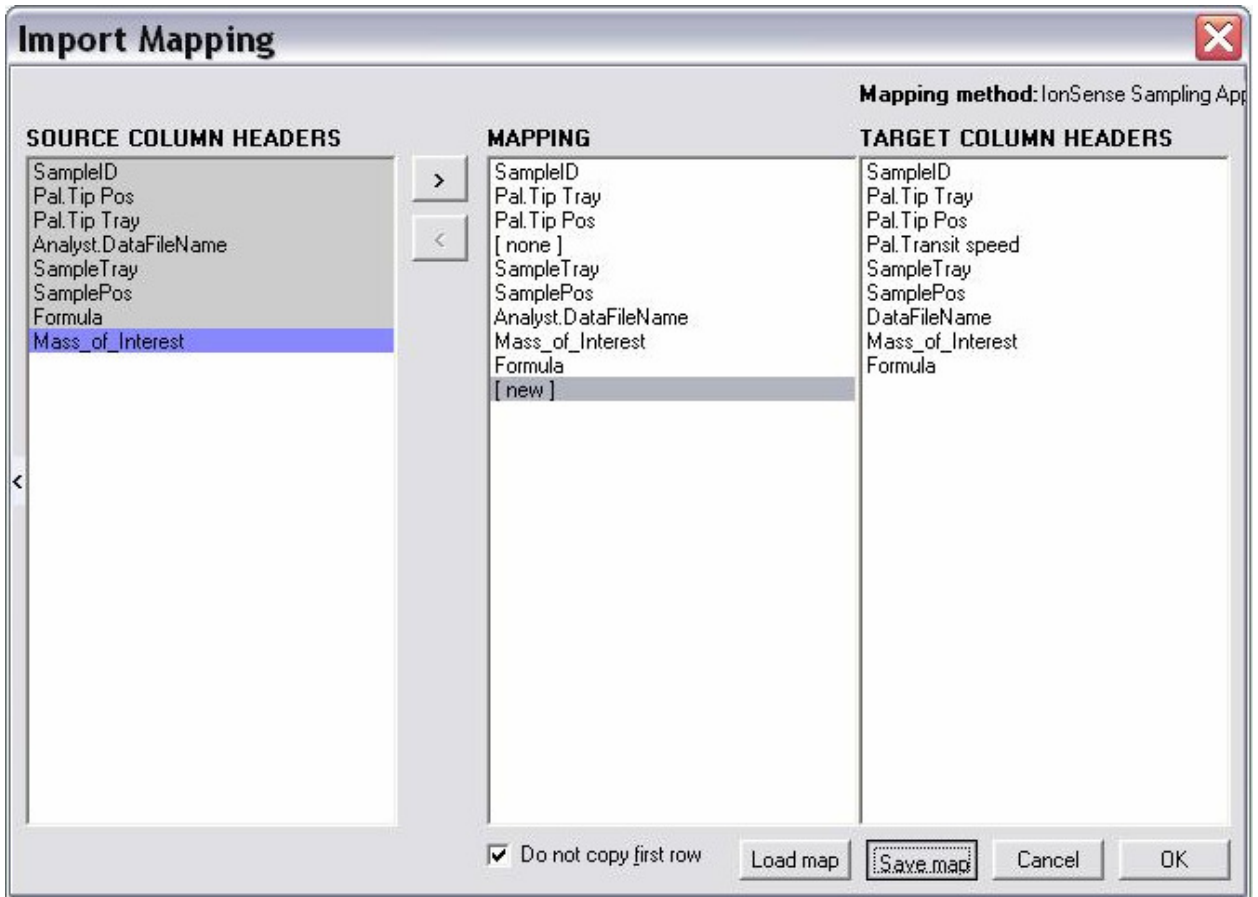 Import Mapping
Mapping method: IonSense Sampling App
SOURCE COLUMN HEADERS
SampleID
Pal.Tip Pos
Pal.Tip Tray
Analyst.DataFileName
SampleTray
SamplePos
Formula
Mass_of_Interest
>
<
<
MAPPING
SampleID
Pal.Tip Tray
Pal.Tip Pos
[ none ]
SampleTray
SamplePos
Analyst.DataFileName
Mass_of_Interest
Formula
[ new ]
TARGET COLUMN HEADERS
SampleID
Pal.Tip Tray
Pal.Tip Pos
Pal.Transit speed
SampleTray
SamplePos
DataFileName
Mass_of_Interest
Formula
Do not copy first row
Load map
Save map
Cancel
OK